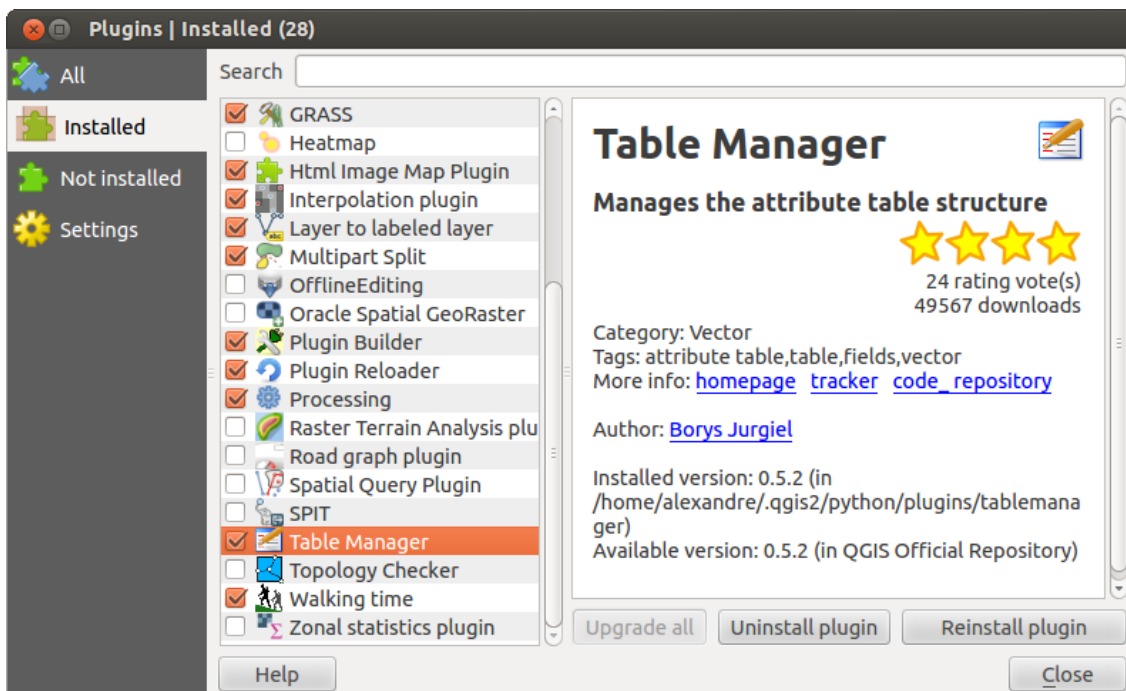 Plugins | Installed (28)
All
Installed
Not installed
Settings
Search
GRASS
Heatmap
Html Image Map Plugin
Interpolation plugin
Layer to labeled layer
Multipart Split
OfflineEditing
Oracle Spatial GeoRaster
Plugin Builder
Plugin Reloader
Processing
Raster Terrain Analysis plu
Road graph plugin
Spatial Query Plugin
SPIT
Table Manager
Topology Checker
Walking time
Zonal statistics plugin
Table Manager
Manages the attribute table structure
24 rating vote(s)
49567 downloads
Category: Vector
Tags: attribute table,table,fields,vector
More info: homepage tracker code_repository
Author: Borys Jurgiel
Installed version: 0.5.2 (in
/home/alexandre/.qgis2/python/plugins/tablemana
ger)
Available version: 0.5.2 (in QGIS Official Repository)
Upgrade all Uninstall plugin Reinstall plugin
Help Close